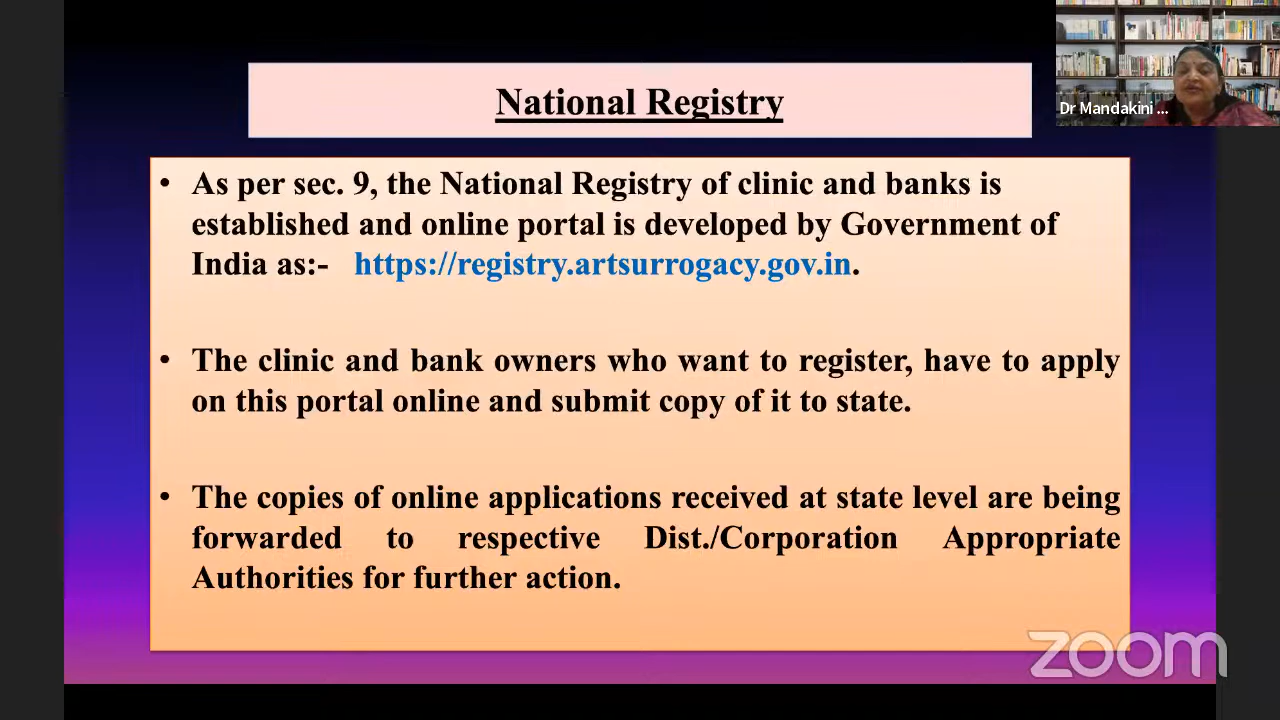 National Registry
Dr Mandakini ...
• As per sec. 9, the National Registry of clinic and banks is
established and online portal is developed by Government of
India as:- https://registry.artsurrogacy.gov.in.
• The clinic and bank owners who want to register, have to apply
on this portal online and submit copy of it to state.
• The copies of online applications received at state level are being
forwarded to respective Dist./Corporation Appropriate
Authorities for further action.
zoom